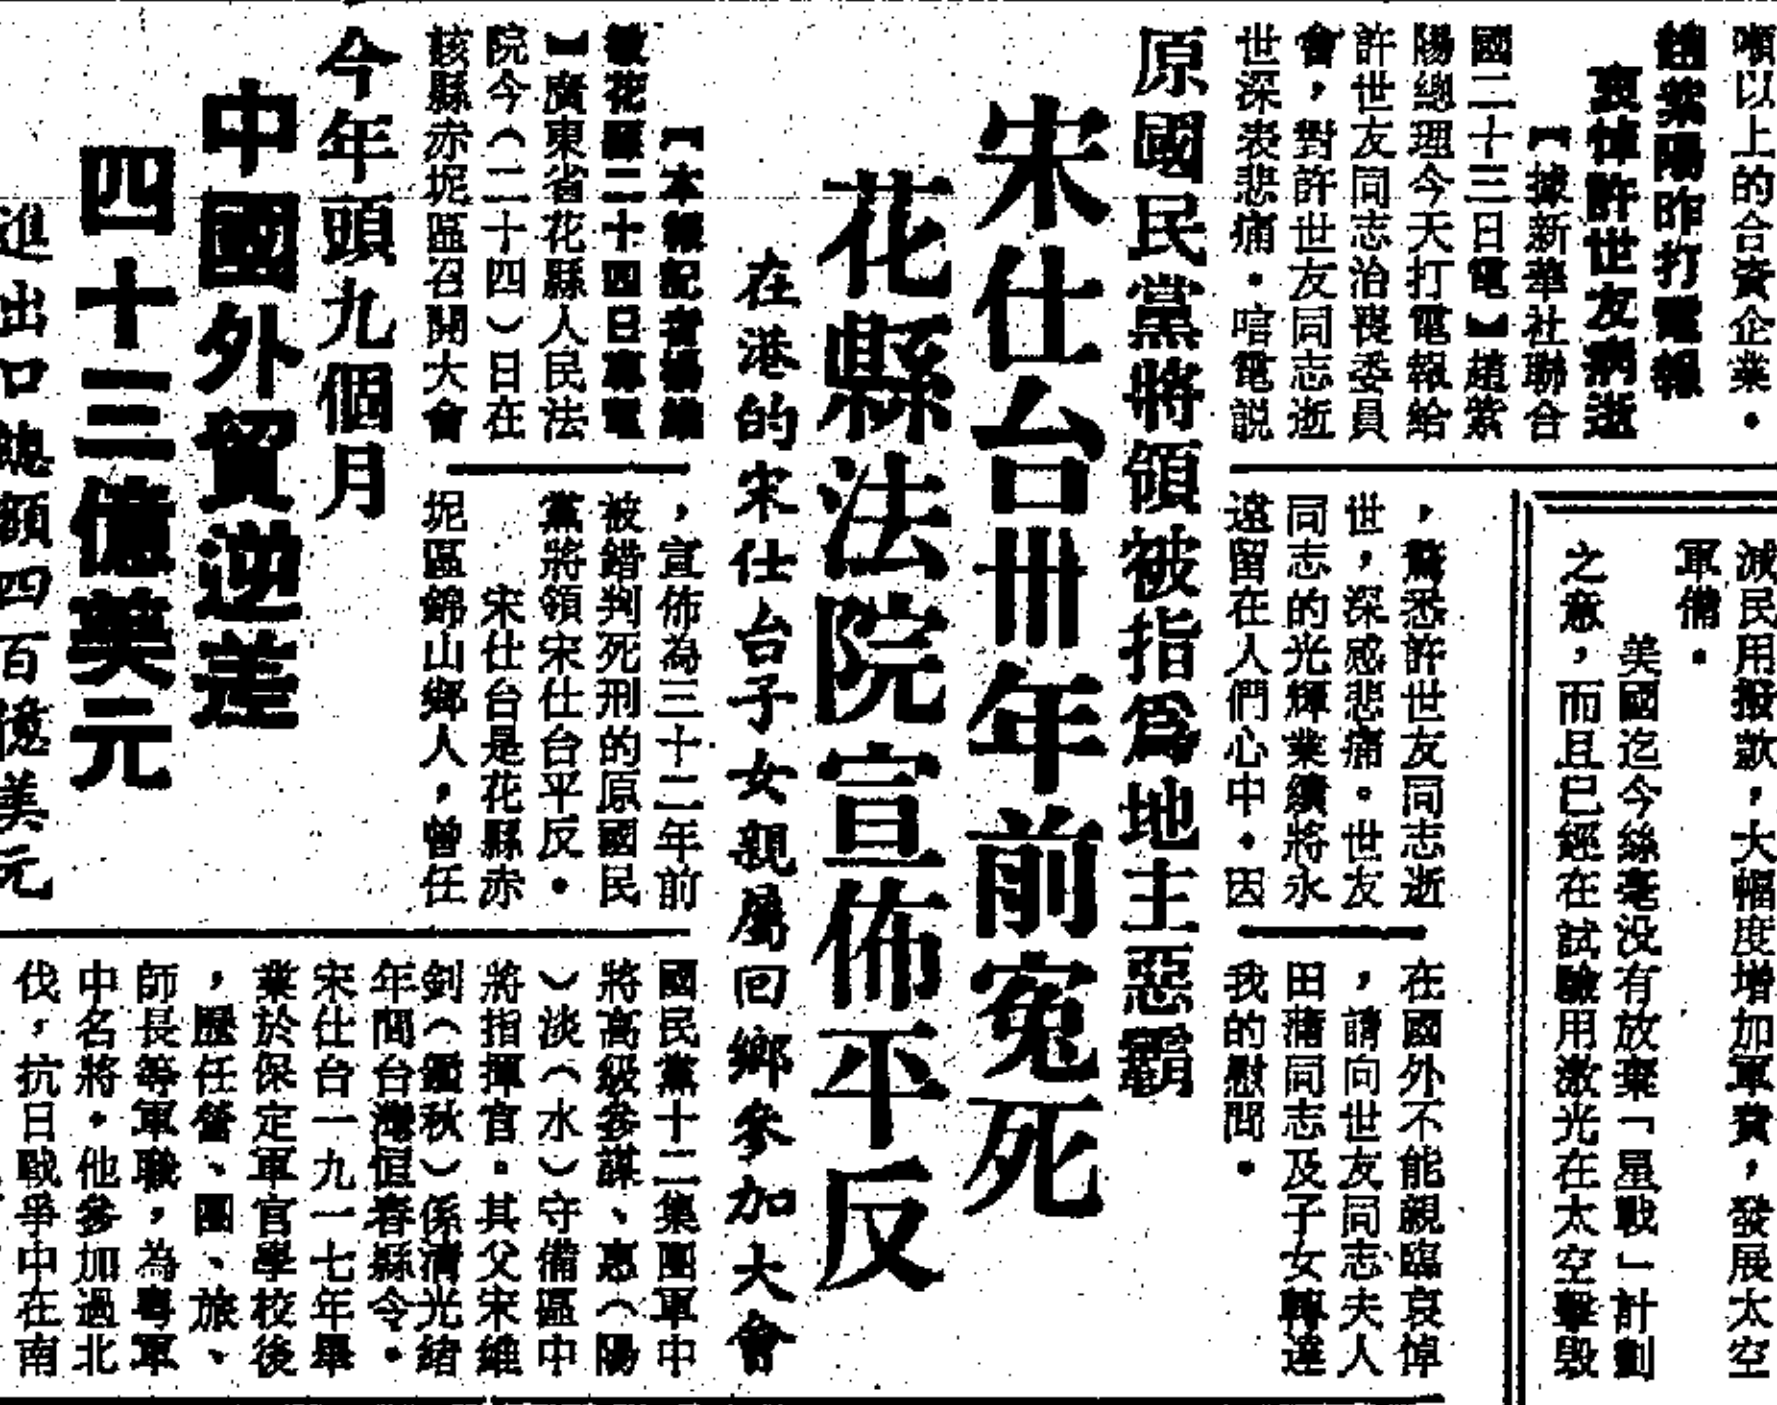 噸以上的合資企業。
趙紫陽昨打電報
哀悼許世友病逝
【據新華社聯合
國二十三日電】趙紫
陽總理今天打電報給
許世友同志治喪委員
會，對許世友同志逝
世深表悲痛。唁電説
，驚悉許世友同志逝
世，深感悲痛。世友
同志的光輝業績將永
遠留在人們心中。因
在國外不能親臨哀悼
，請向世友同志夫人
田蒲同志及子女轉達
我的慰問。
減民用撥款，大幅度增加軍費，發展太空
軍備。
美國迄今絲毫没有放棄「星戰」計劃
之意，而且已經在試驗用激光在太空擊毀
原國民黨將領被指爲地主惡霸
宋仕台卅年前冤死
花縣法院宣佈平反
在港的宋仕台子女親屬回鄉參加大會
【本報記者楊維
敏花縣二十四日專電
】廣東省花縣人民法
院今（二十四）日在
該縣赤坭區召開大會
，宣佈為三十二年前
被錯判死刑的原國民
黨將領宋仕台平反。
宋仕台是花縣赤
坭區錦山鄉人，曾任
國民黨十二集團軍中
將高級參謀、惠（陽
）淡（水）守備區中
將指揮官。其父宋維
釗（鑑秋）係清光緒
年間台灣恒春縣令。
宋仕台一九一七年畢
業於保定軍官學校後
，歷任營、團、旅、
師長等軍職，為粤軍
中名將。他參加過北
伐，抗日戰爭中在南
今年頭九個月
中國外貿逆差
四十三億美元
進出口總額四百億美元